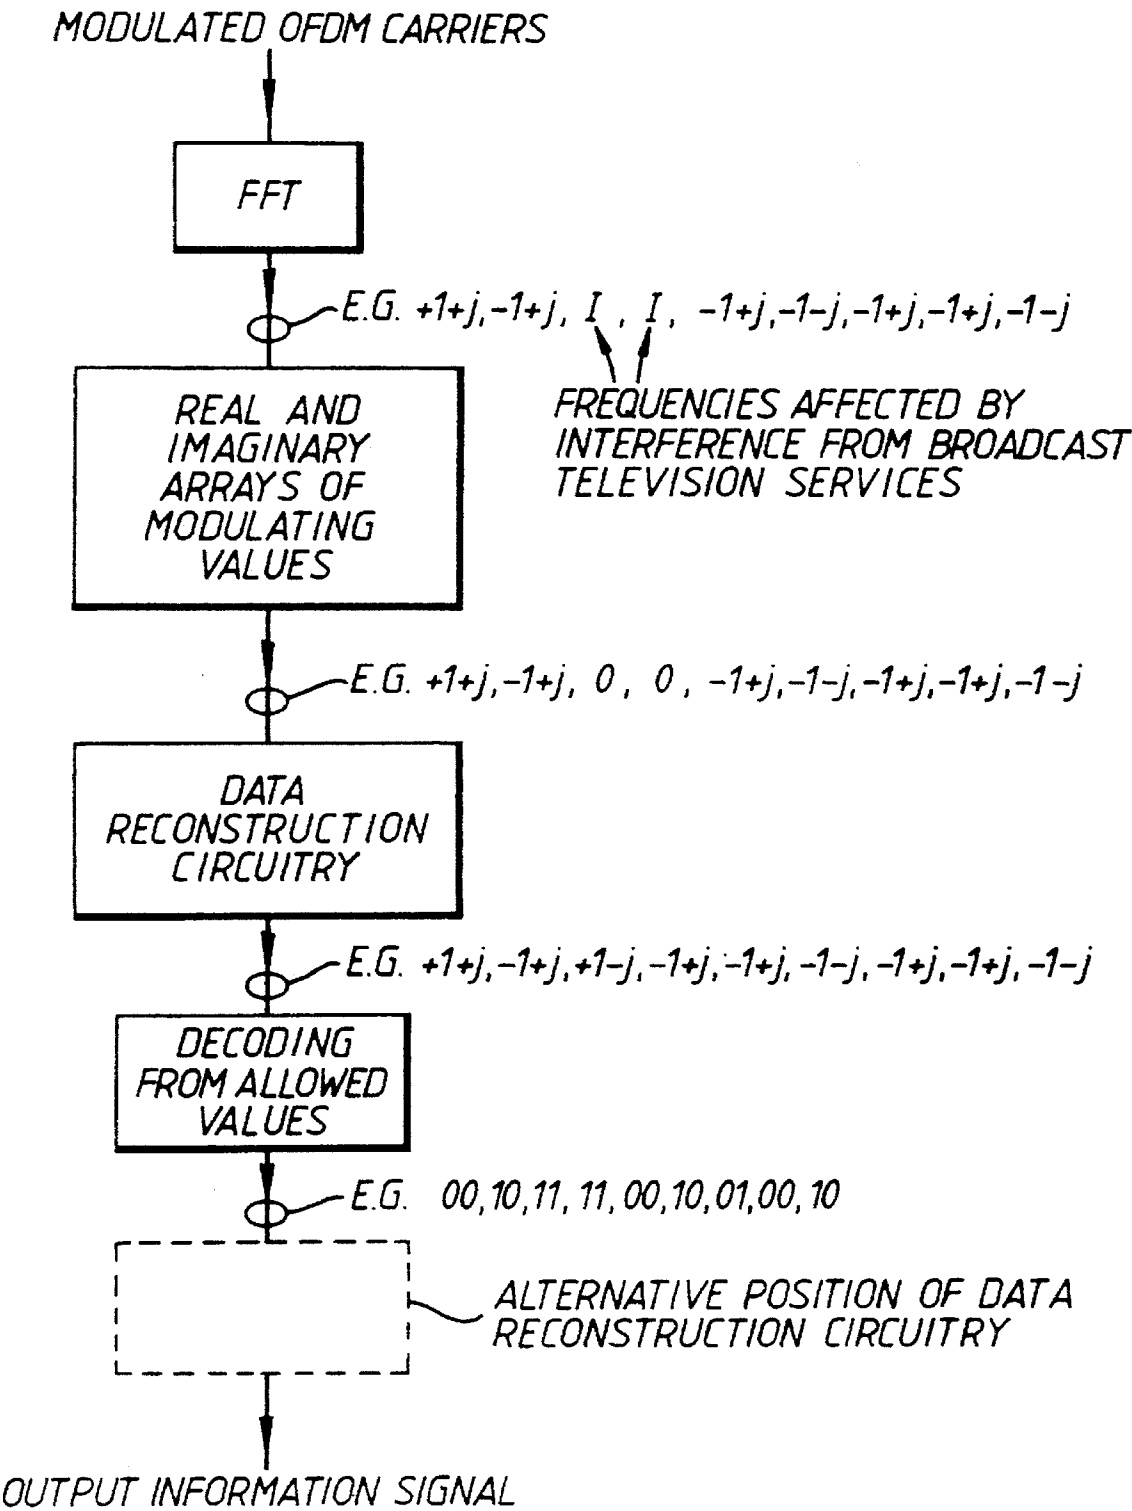 MODULATED OFDM CARRIERS
FFT
E.G. +1+j,-1+j, I, I, -1+j,-1-j,-1+j,-1+j,-1-j
FREQUENCIES AFFECTED BY
INTERFERENCE FROM BROADCAST
TELEVISION SERVICES
REAL AND
IMAGINARY
ARRAYS OF
MODULATING
VALUES
E.G. +1+j,-1+j, 0, 0, -1+j,-1-j,-1+j,-1+j,-1-j
DATA
RECONSTRUCTION
CIRCUITRY
E.G. +1+j,-1+j,+1-j,-1+j,-1+j,-1-j,-1+j,-1+j,-1-j
DECODING
FROM ALLOWED
VALUES
E.G. 00,10,11,11,00,10,01,00,10
ALTERNATIVE POSITION OF DATA
RECONSTRUCTION CIRCUITRY
OUTPUT INFORMATION SIGNAL